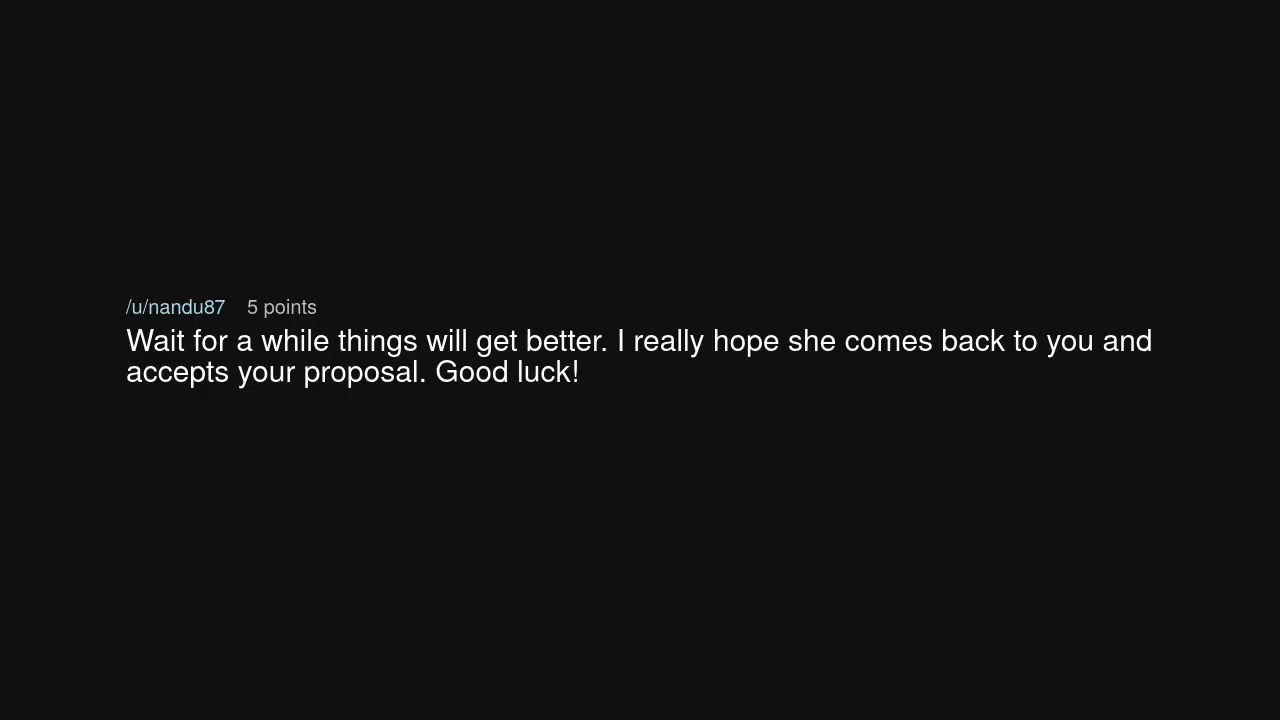 /u/nandu87 5 points
Wait for a while things will get better. I really hope she comes back to you and
accepts your proposal. Good luck!